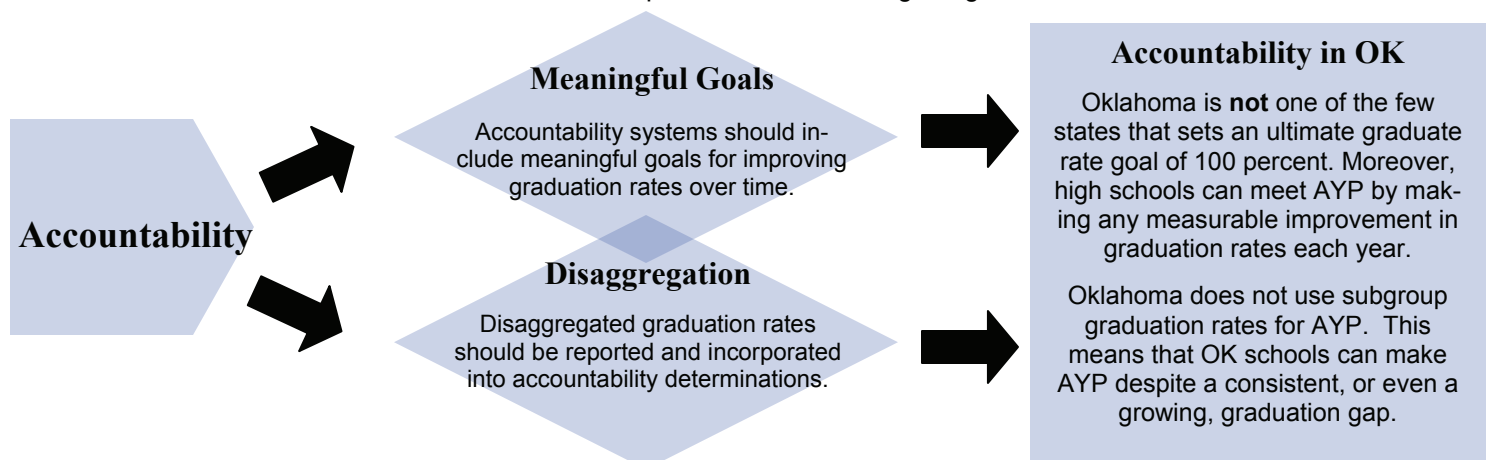 Accountability
Meaningful Goals
Accountability systems should in-
clude meaningful goals for improving
graduation rates over time.
Disaggregation
Disaggregated graduation rates
should be reported and incorporated
into accountability determinations.
Accountability in OK
Oklahoma is not one of the few
states that sets an ultimate graduate
rate goal of 100 percent. Moreover,
high schools can meet AYP by mak-
ing any measurable improvement in
graduation rates each year.
Oklahoma does not use subgroup
graduation rates for AYP.  This
means that OK schools can make
AYP despite a consistent, or even a
growing, graduation gap.